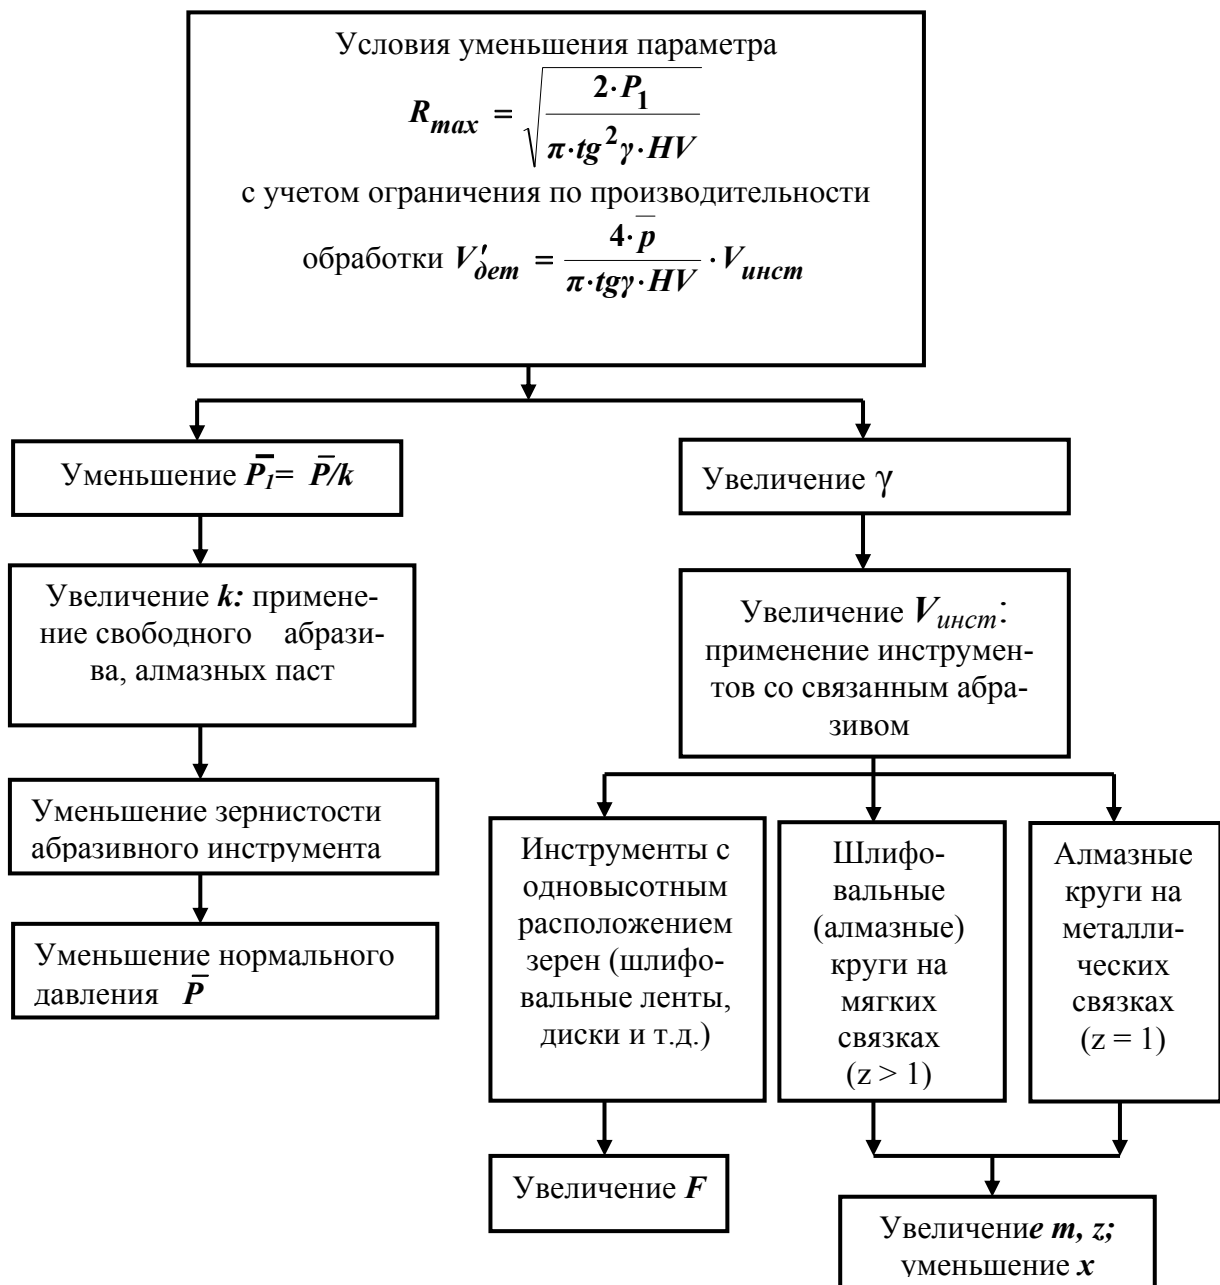 Условия уменьшения параметра
R_max = √(2·P₁ / (π·tg²γ·HV))
с учетом ограничения по производительности
обработки V′_дет = (4·p̅ / (π·tgγ·HV)) · V_инст
Уменьшение P̅₁= P̅/k
Увеличение k: примене-
ние свободного абрази-
ва, алмазных паст
Уменьшение зернистости
абразивного инструмента
Уменьшение нормального
давления P̅
Увеличение γ
Увеличение V_инст:
применение инструмен-
тов со связанным абра-
зивом
Инструменты с
одновысотным
расположением
зерен (шлифо-
вальные ленты,
диски и т.д.)
Увеличение F
Шлифо-
вальные
(алмазные)
круги на
мягких
связках
(z > 1)
Алмазные
круги на
металли-
ческих
связках
(z = 1)
Увеличение m, z;
уменьшение x